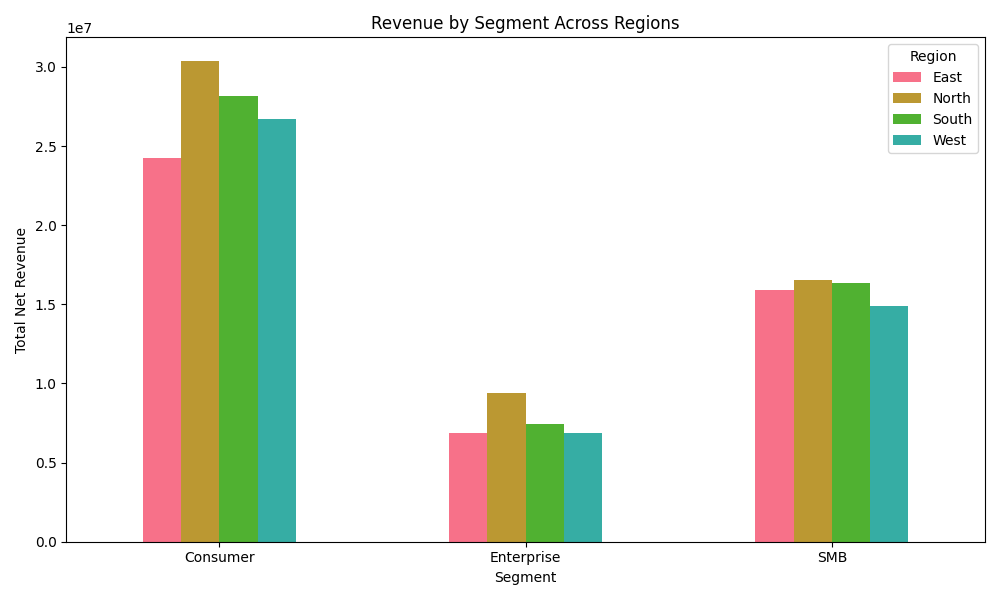 Revenue by Segment Across Regions
1e7
Region
East
North
South
West
3.0
2.5
2.0
1.5
1.0
0.5
0.0
Total Net Revenue
Consumer
Enterprise
SMB
Segment